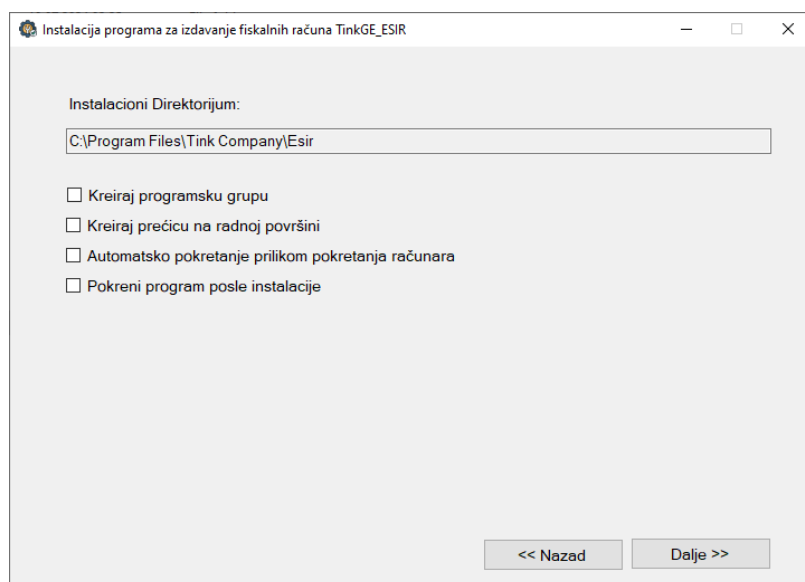 Instalacija programa za izdavanje fiskalnih računa TinkGE_ESIR
Instalacioni Direktorijum:
C:\Program Files\Tink Company\Esir
Kreiraj programsku grupu
Kreiraj prećicu na radnoj površini
Automatsko pokretanje prilikom pokretanja računara
Pokreni program posle instalacije
<< Nazad
Dalje >>